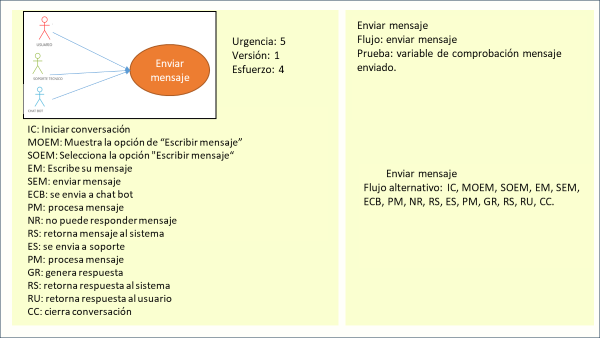 USUARIO
SOPORTE TECNICO
CHAT BOT
Enviar
mensaje
Urgencia: 5
Versión: 1
Esfuerzo: 4
IC: Iniciar conversación
MOEM: Muestra la opción de “Escribir mensaje”
SOEM: Selecciona la opción "Escribir mensaje“
EM: Escribe su mensaje
SEM: enviar mensaje
ECB: se envia a chat bot
PM: procesa mensaje
NR: no puede responder mensaje
RS: retorna mensaje al sistema
ES: se envia a soporte
PM: procesa mensaje
GR: genera respuesta
RS: retorna respuesta al sistema
RU: retorna respuesta al usuario
CC: cierra conversación
Enviar mensaje
Flujo: enviar mensaje
Prueba: variable de comprobación mensaje
enviado.
Enviar mensaje
Flujo alternativo: IC, MOEM, SOEM, EM, SEM,
ECB, PM, NR, RS, ES, PM, GR, RS, RU, CC.